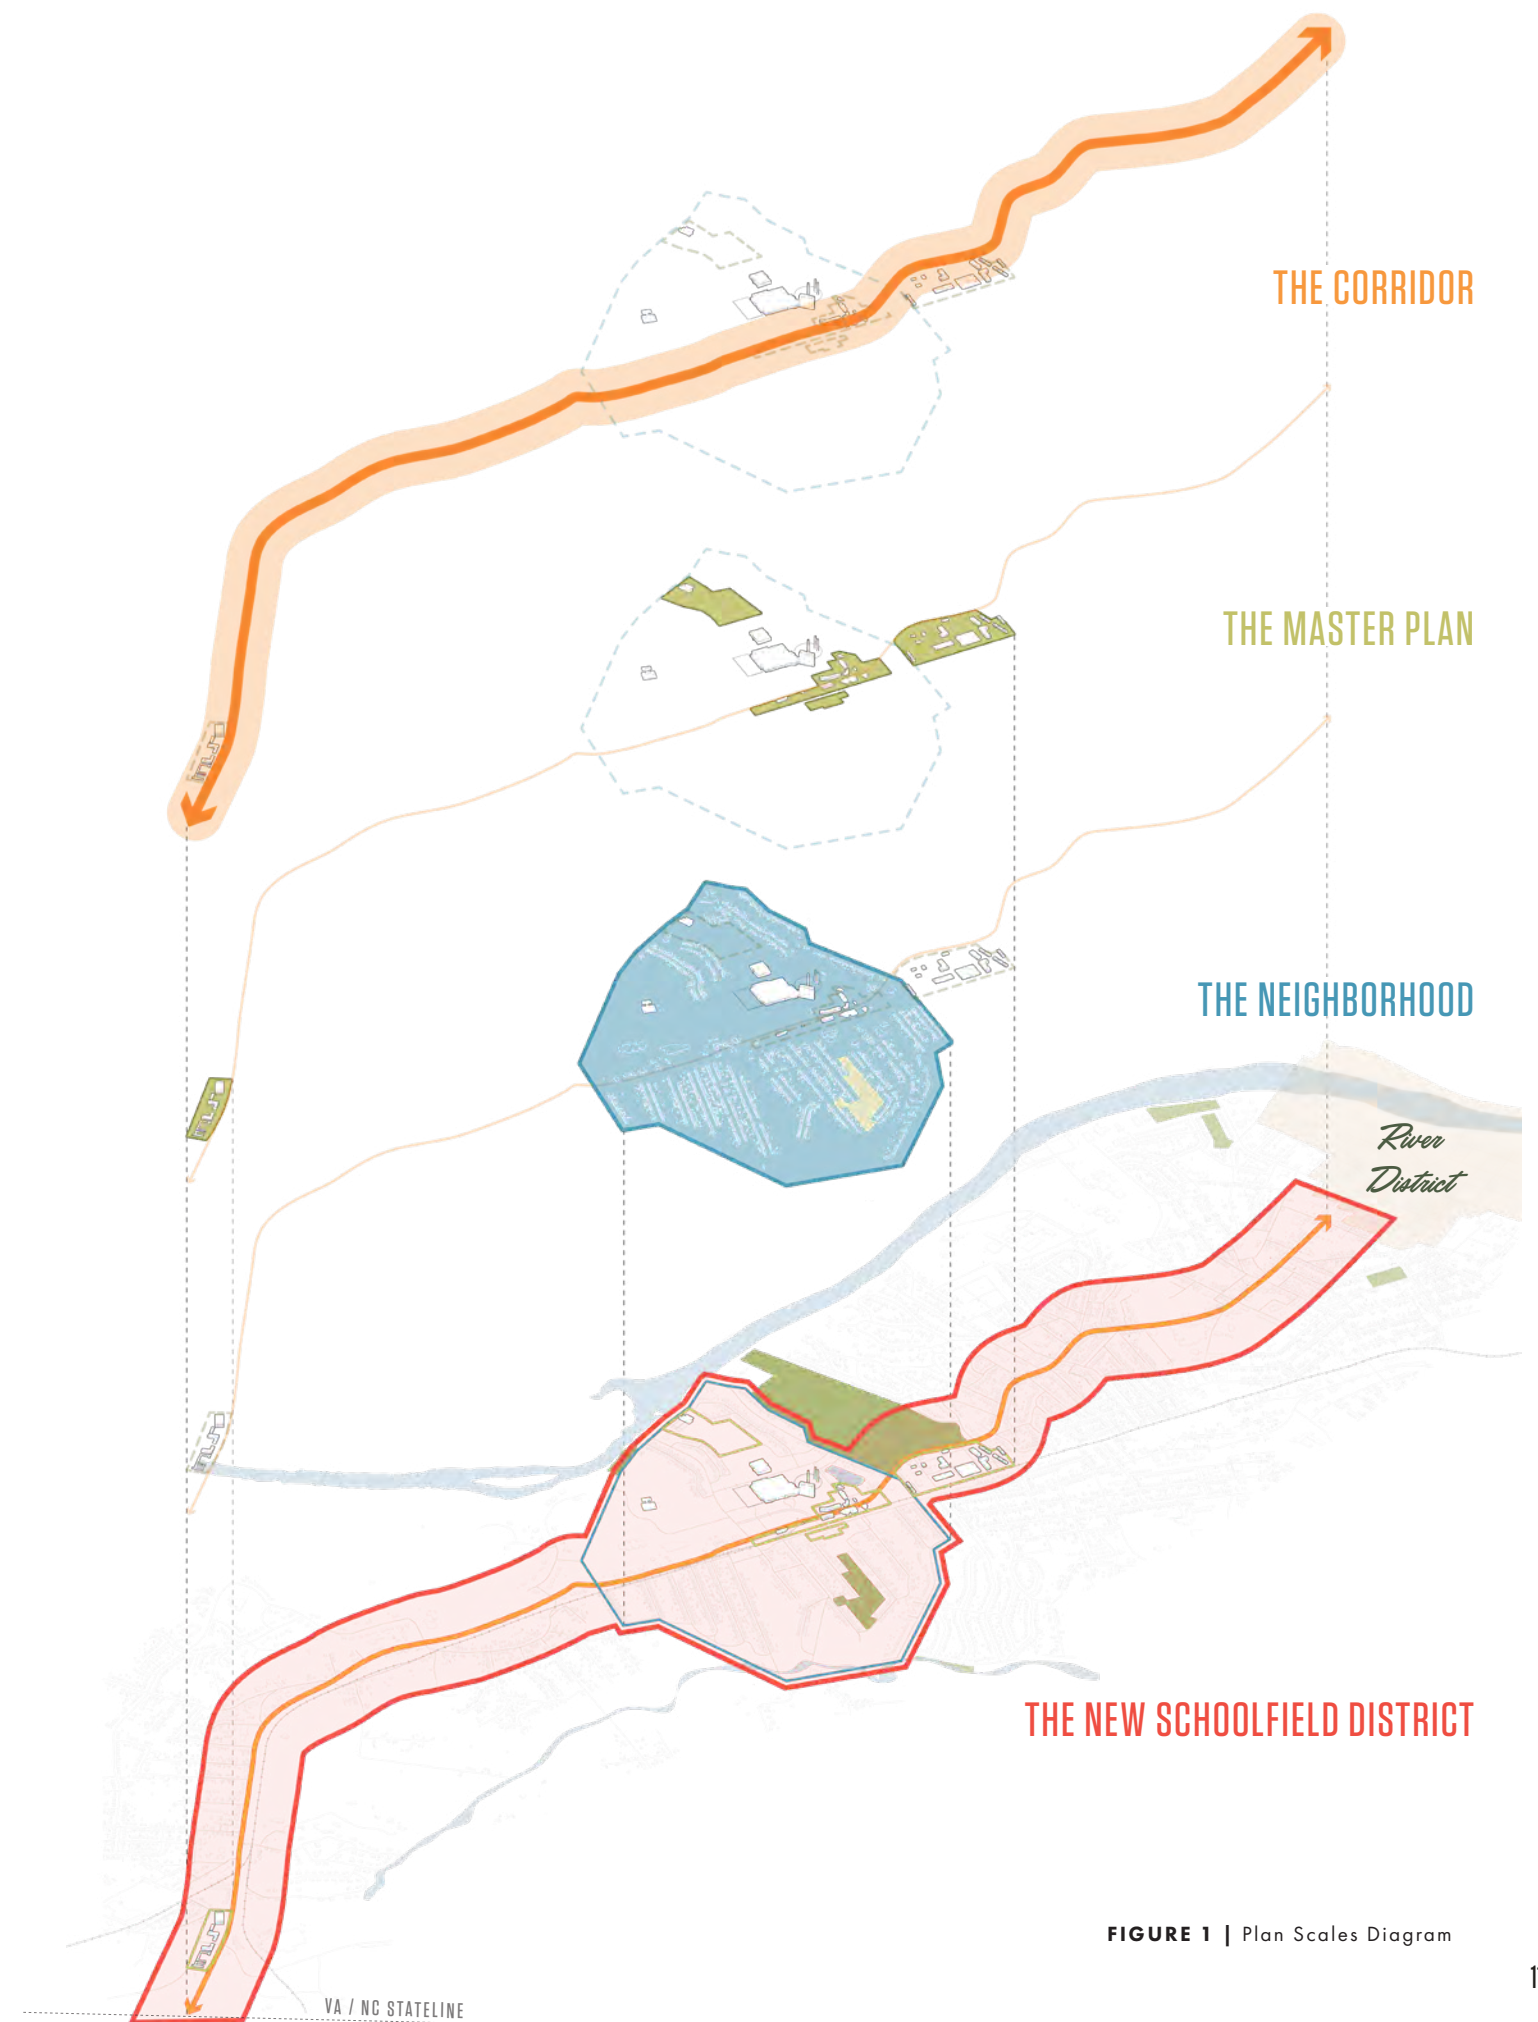 THE CORRIDOR
THE MASTER PLAN
THE NEIGHBORHOOD
River
District
THE NEW SCHOOLFIELD DISTRICT
FIGURE 1 | Plan Scales Diagram
VA / NC STATELINE